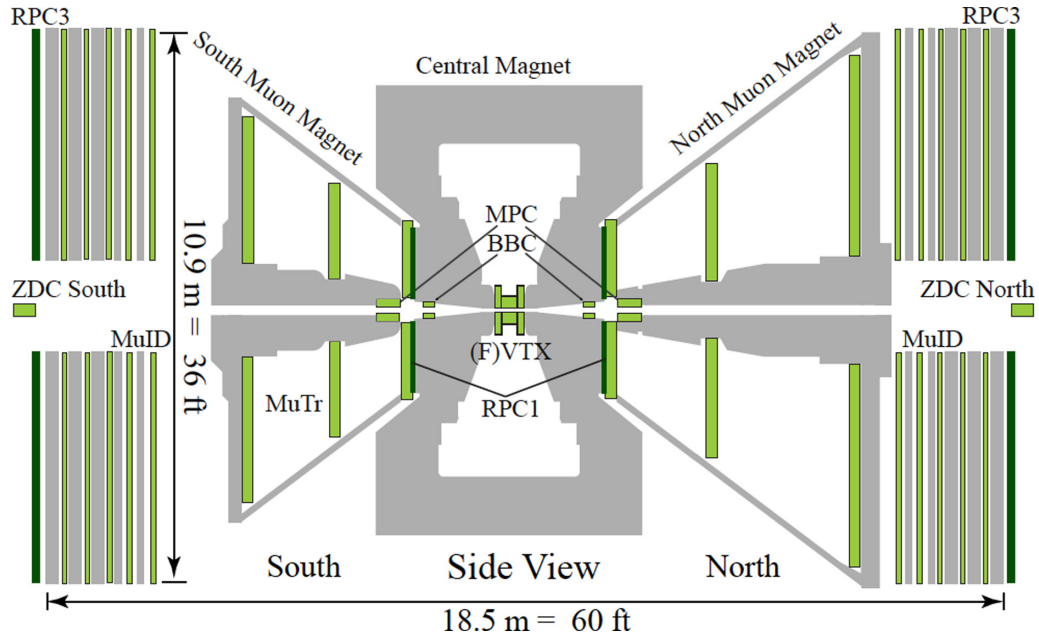 RPC3
RPC3
South Muon Magnet
Central Magnet
North Muon Magnet
MPC
BBC
ZDC South
ZDC North
10.9 m = 36 ft
MuID
MuID
(F)VTX
MuTr
RPC1
South
Side View
North
18.5 m = 60 ft